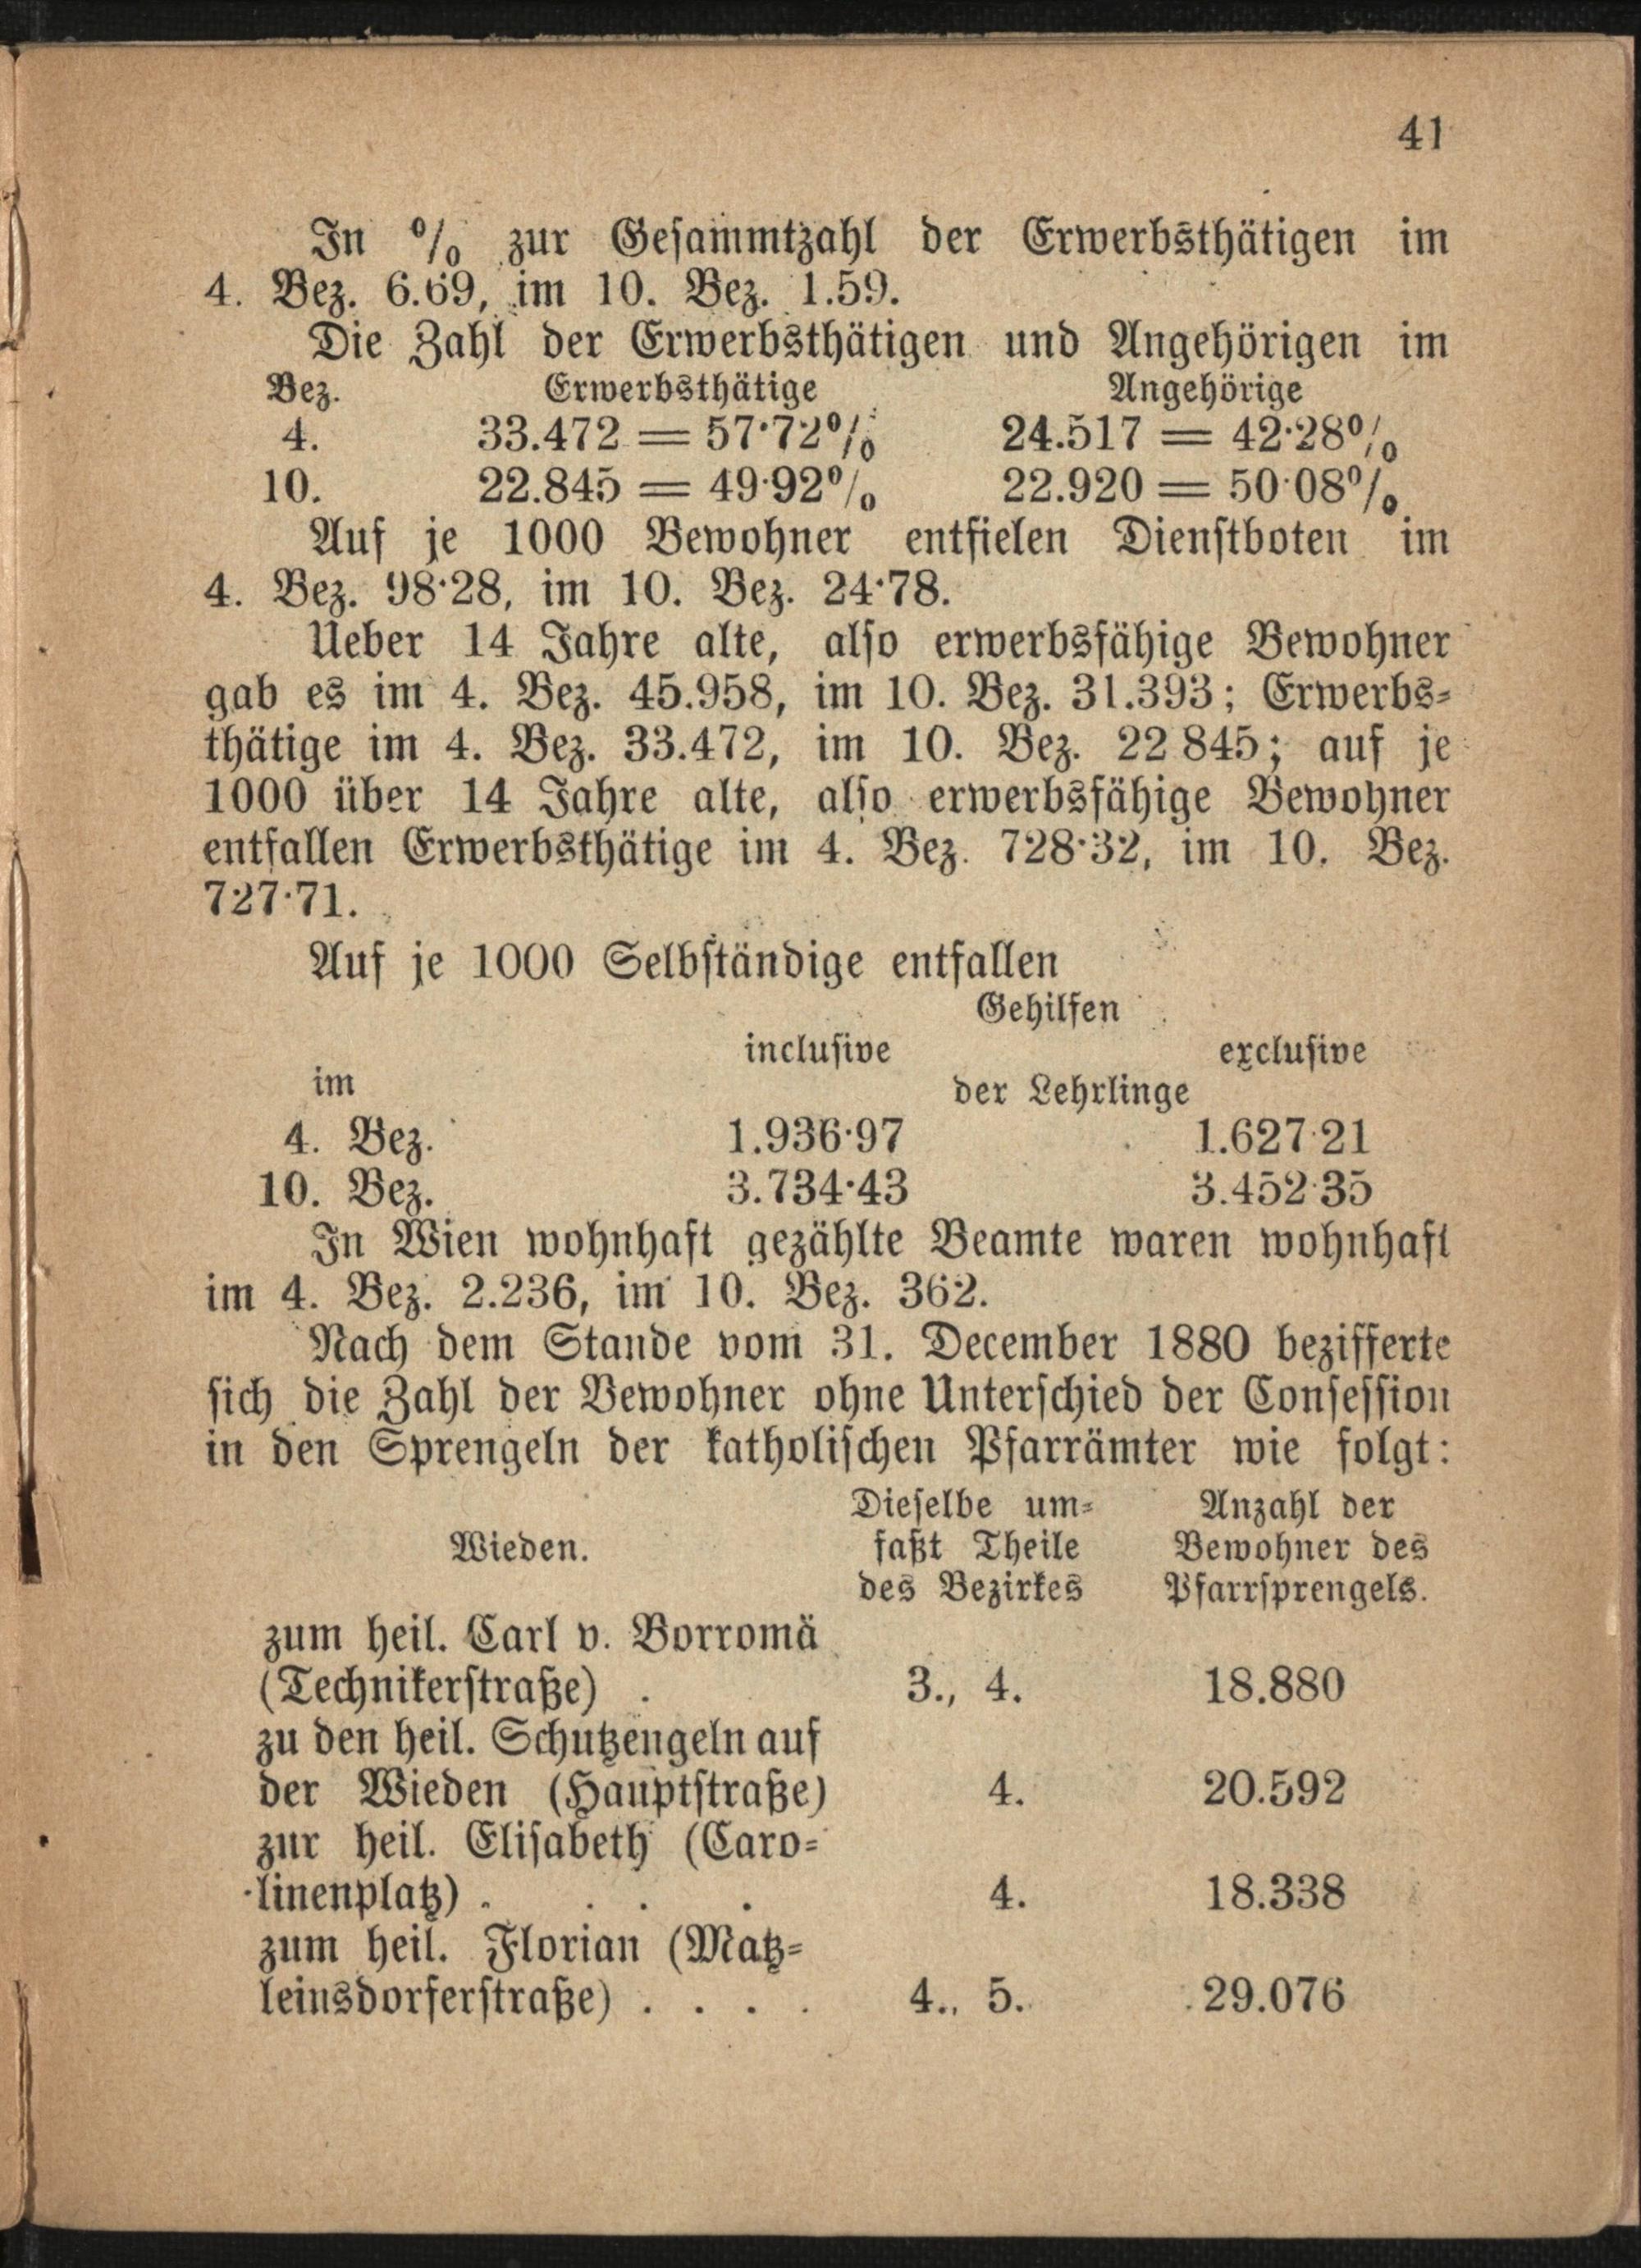 41
In % zur Gesammtzahl der Erwerbsthätigen im
4. Bez. 6.69, im 10. Bez. 1.59.
Die Zahl der Erwerbsthätigen und Angehörigen im
Bez. Erwerbsthätige Angehörige
4. 33.472 = 57·72% 24.517 = 42·28%
10. 22.845 = 49·92% 22.920 = 50·08%
Auf je 1000 Bewohner entfielen Dienstboten im
4. Bez. 98·28, im 10. Bez. 24·78.
Ueber 14 Jahre alte, also erwerbsfähige Bewohner
gab es im 4. Bez. 45.958, im 10. Bez. 31.393; Erwerbs-
thätige im 4. Bez. 33.472, im 10. Bez. 22 845; auf je
1000 über 14 Jahre alte, also erwerbsfähige Bewohner
entfallen Erwerbsthätige im 4. Bez. 728·32, im 10. Bez.
727·71.
Auf je 1000 Selbständige entfallen
Gehilfen
inclusive exclusive
im der Lehrlinge
4. Bez. 1.936·97 1.627·21
10. Bez. 3.734·43 3.452·35
In Wien wohnhaft gezählte Beamte waren wohnhaft
im 4. Bez. 2.236, im 10. Bez. 362.
Nach dem Stande vom 31. December 1880 bezifferte
sich die Zahl der Bewohner ohne Unterschied der Consession
in den Sprengeln der katholischen Pfarrämter wie folgt:
Dieselbe um- Anzahl der
Wieden. faßt Theile Bewohner des
des Bezirkes Pfarrsprengels.
zum heil. Carl v. Borromä
(Technikerstraße) . 3., 4. 18.880
zu den heil. Schutzengeln auf
der Wieden (Hauptstraße) 4. 20.592
zur heil. Elisabeth (Caro-
linenplatz) . . . . 4. 18.338
zum heil. Florian (Matz-
leinsdorferstraße) . . . . 4., 5. 29.076